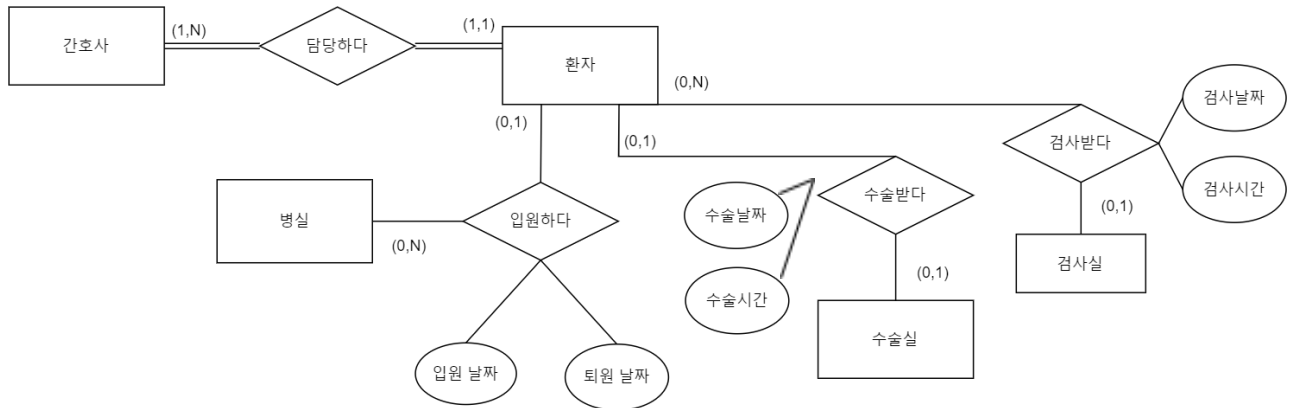 간호사
(1,N)
담당하다
(1,1)
환자
(0,N)
검사날짜
(0,1)
(0,1)
검사받다
검사시간
병실
입원하다
(0,N)
수술날짜
수술받다
(0,1)
검사실
(0,1)
수술시간
수술실
입원 날짜
퇴원 날짜